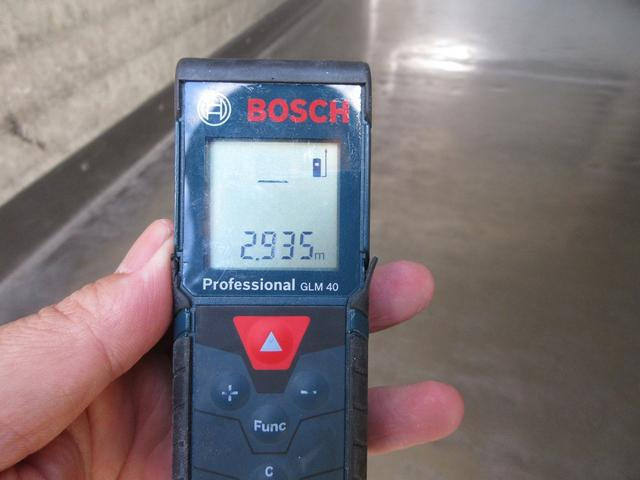 BOSCH
2.935m
Professional GLM 40
+ -
Func
C